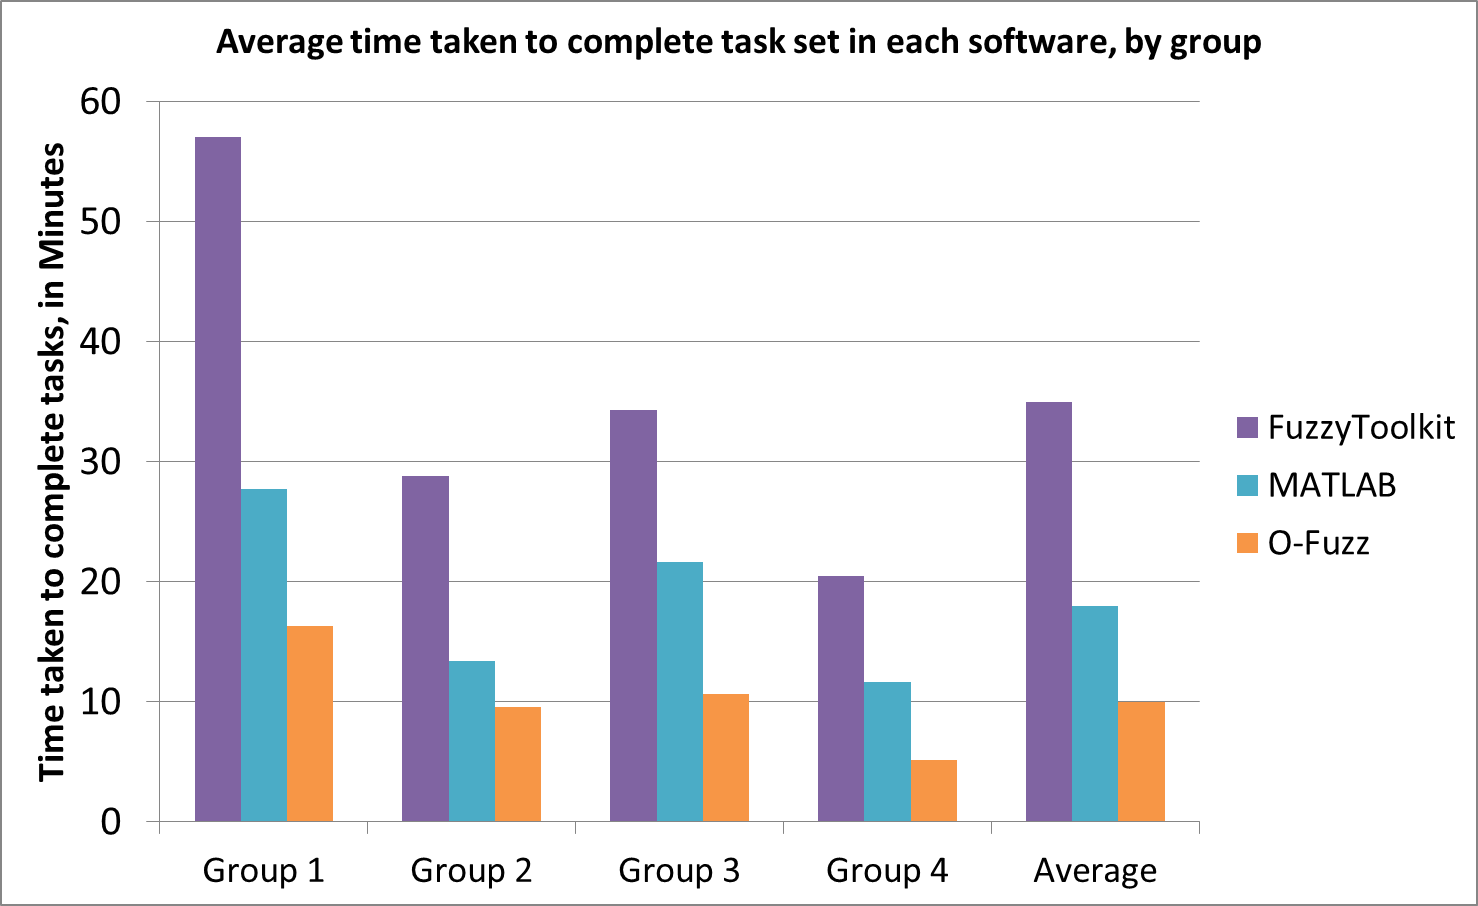 Average time taken to complete task set in each software, by group
Time taken to complete tasks, in Minutes
60
50
40
30
20
10
0
Group 1
Group 2
Group 3
Group 4
Average
FuzzyToolkit
MATLAB
O-Fuzz